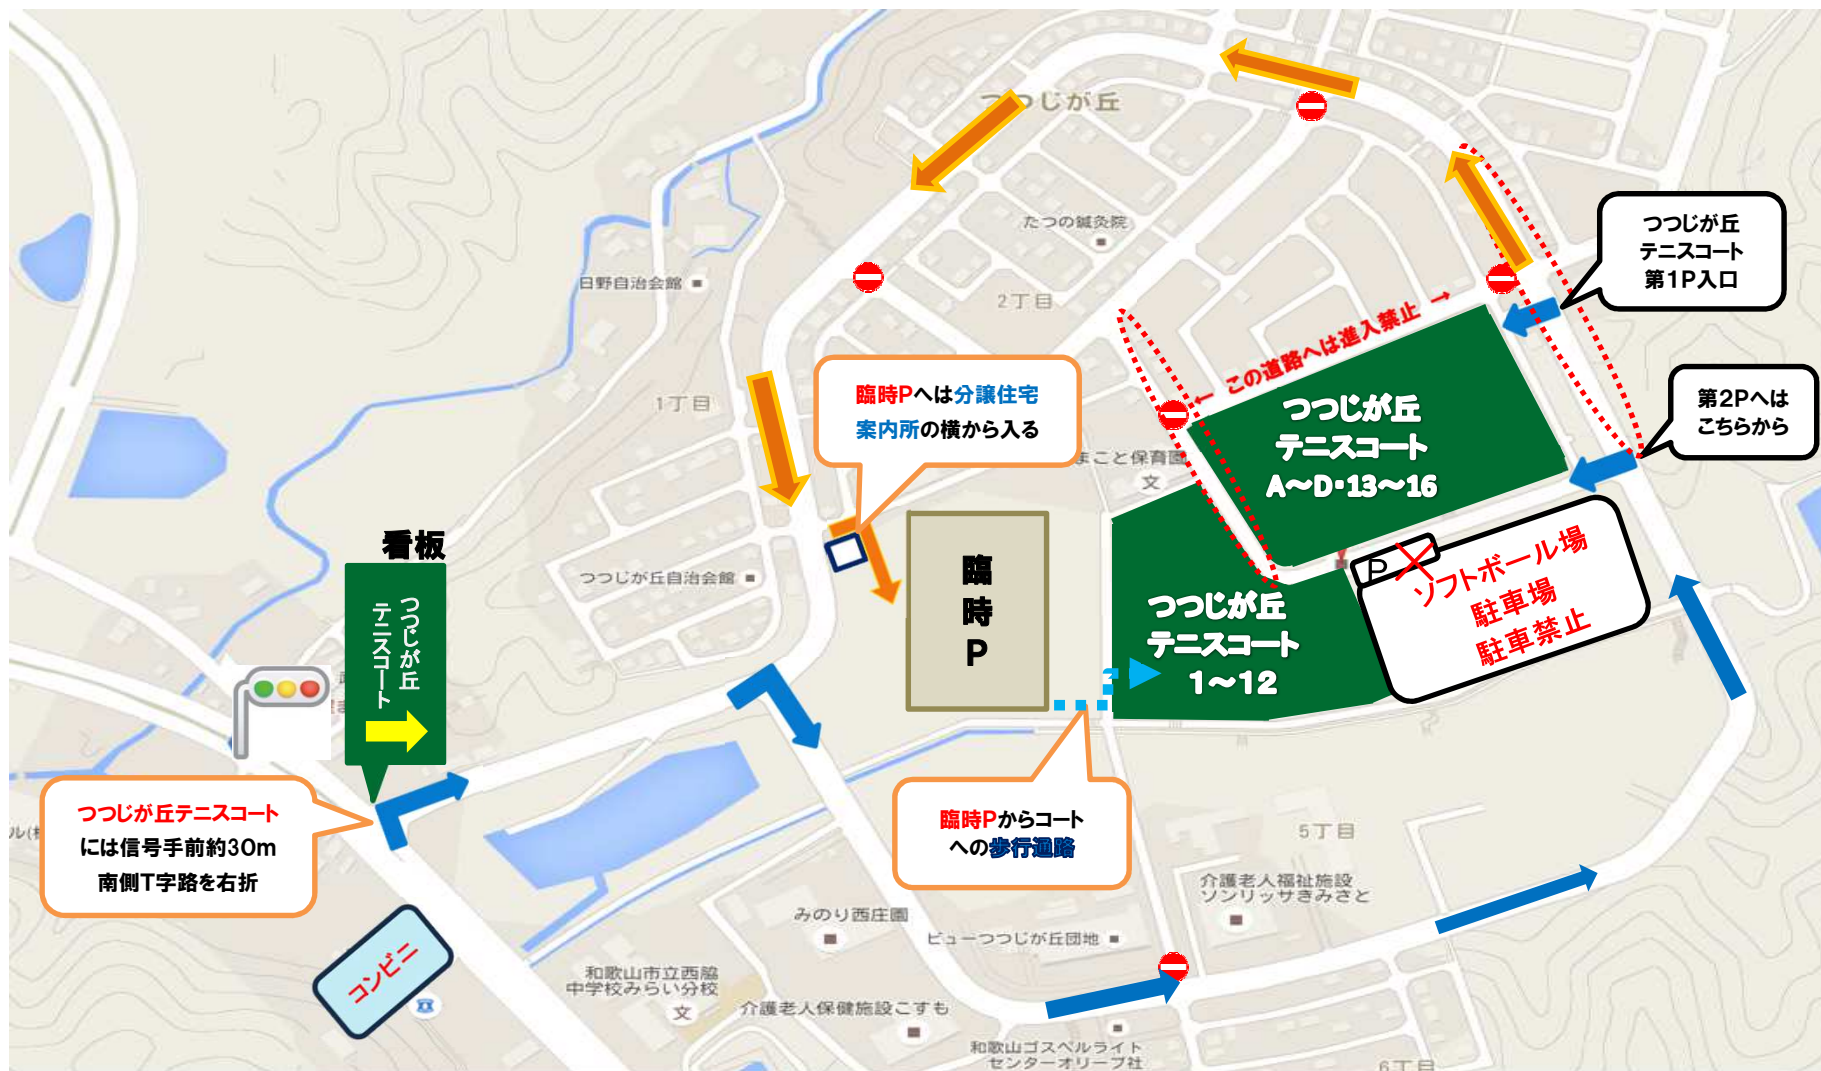 つつじが丘
たつの鍼灸院
日野自治会館
2丁目
1丁目
つつじが丘
テニスコート
第1P入口
← この道路へは進入禁止 →
第2Pへは
こちらから
臨時Pへは分譲住宅
案内所の横から入る
つつじが丘
テニスコート
A～D・13～16
まこと保育園
文
看板
つつじが丘
テニスコート
つつじが丘自治会館
臨時P
つつじが丘
テニスコート
1～12
P
ソフトボール場
駐車場
駐車禁止
つつじが丘テニスコート
には信号手前約30m
南側T字路を右折
臨時Pからコート
への歩行通路
5丁目
介護老人福祉施設
ソンリッサきみさと
みのり西庄園
ビューつつじが丘団地
コンビニ
和歌山市立西脇
中学校みらい分校
文
介護老人保健施設こすも
和歌山ゴスペルライト
センターオリーブ社
6丁目